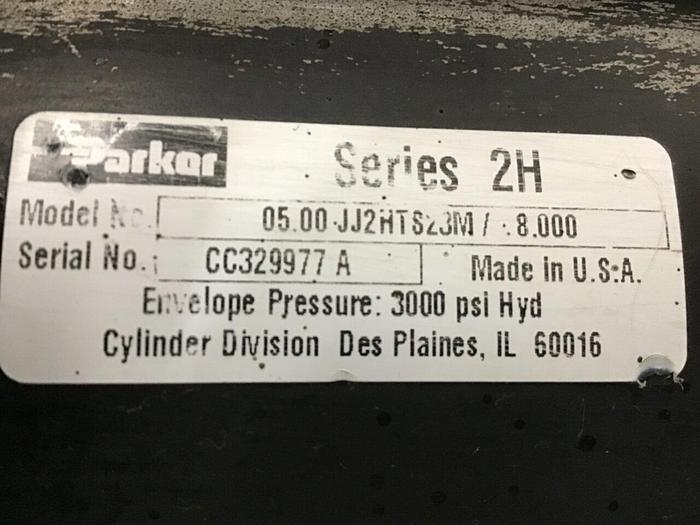 Parker
Series 2H
Model No. 05.00 JJ2HTS23M / 8.000
Serial No.: CC329977 A
Made in U.S.A.
Envelope Pressure: 3000 psi Hyd
Cylinder Division Des Plaines, IL 60016